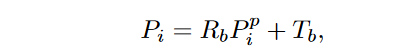 P_i = R_b P_i^p + T_b,